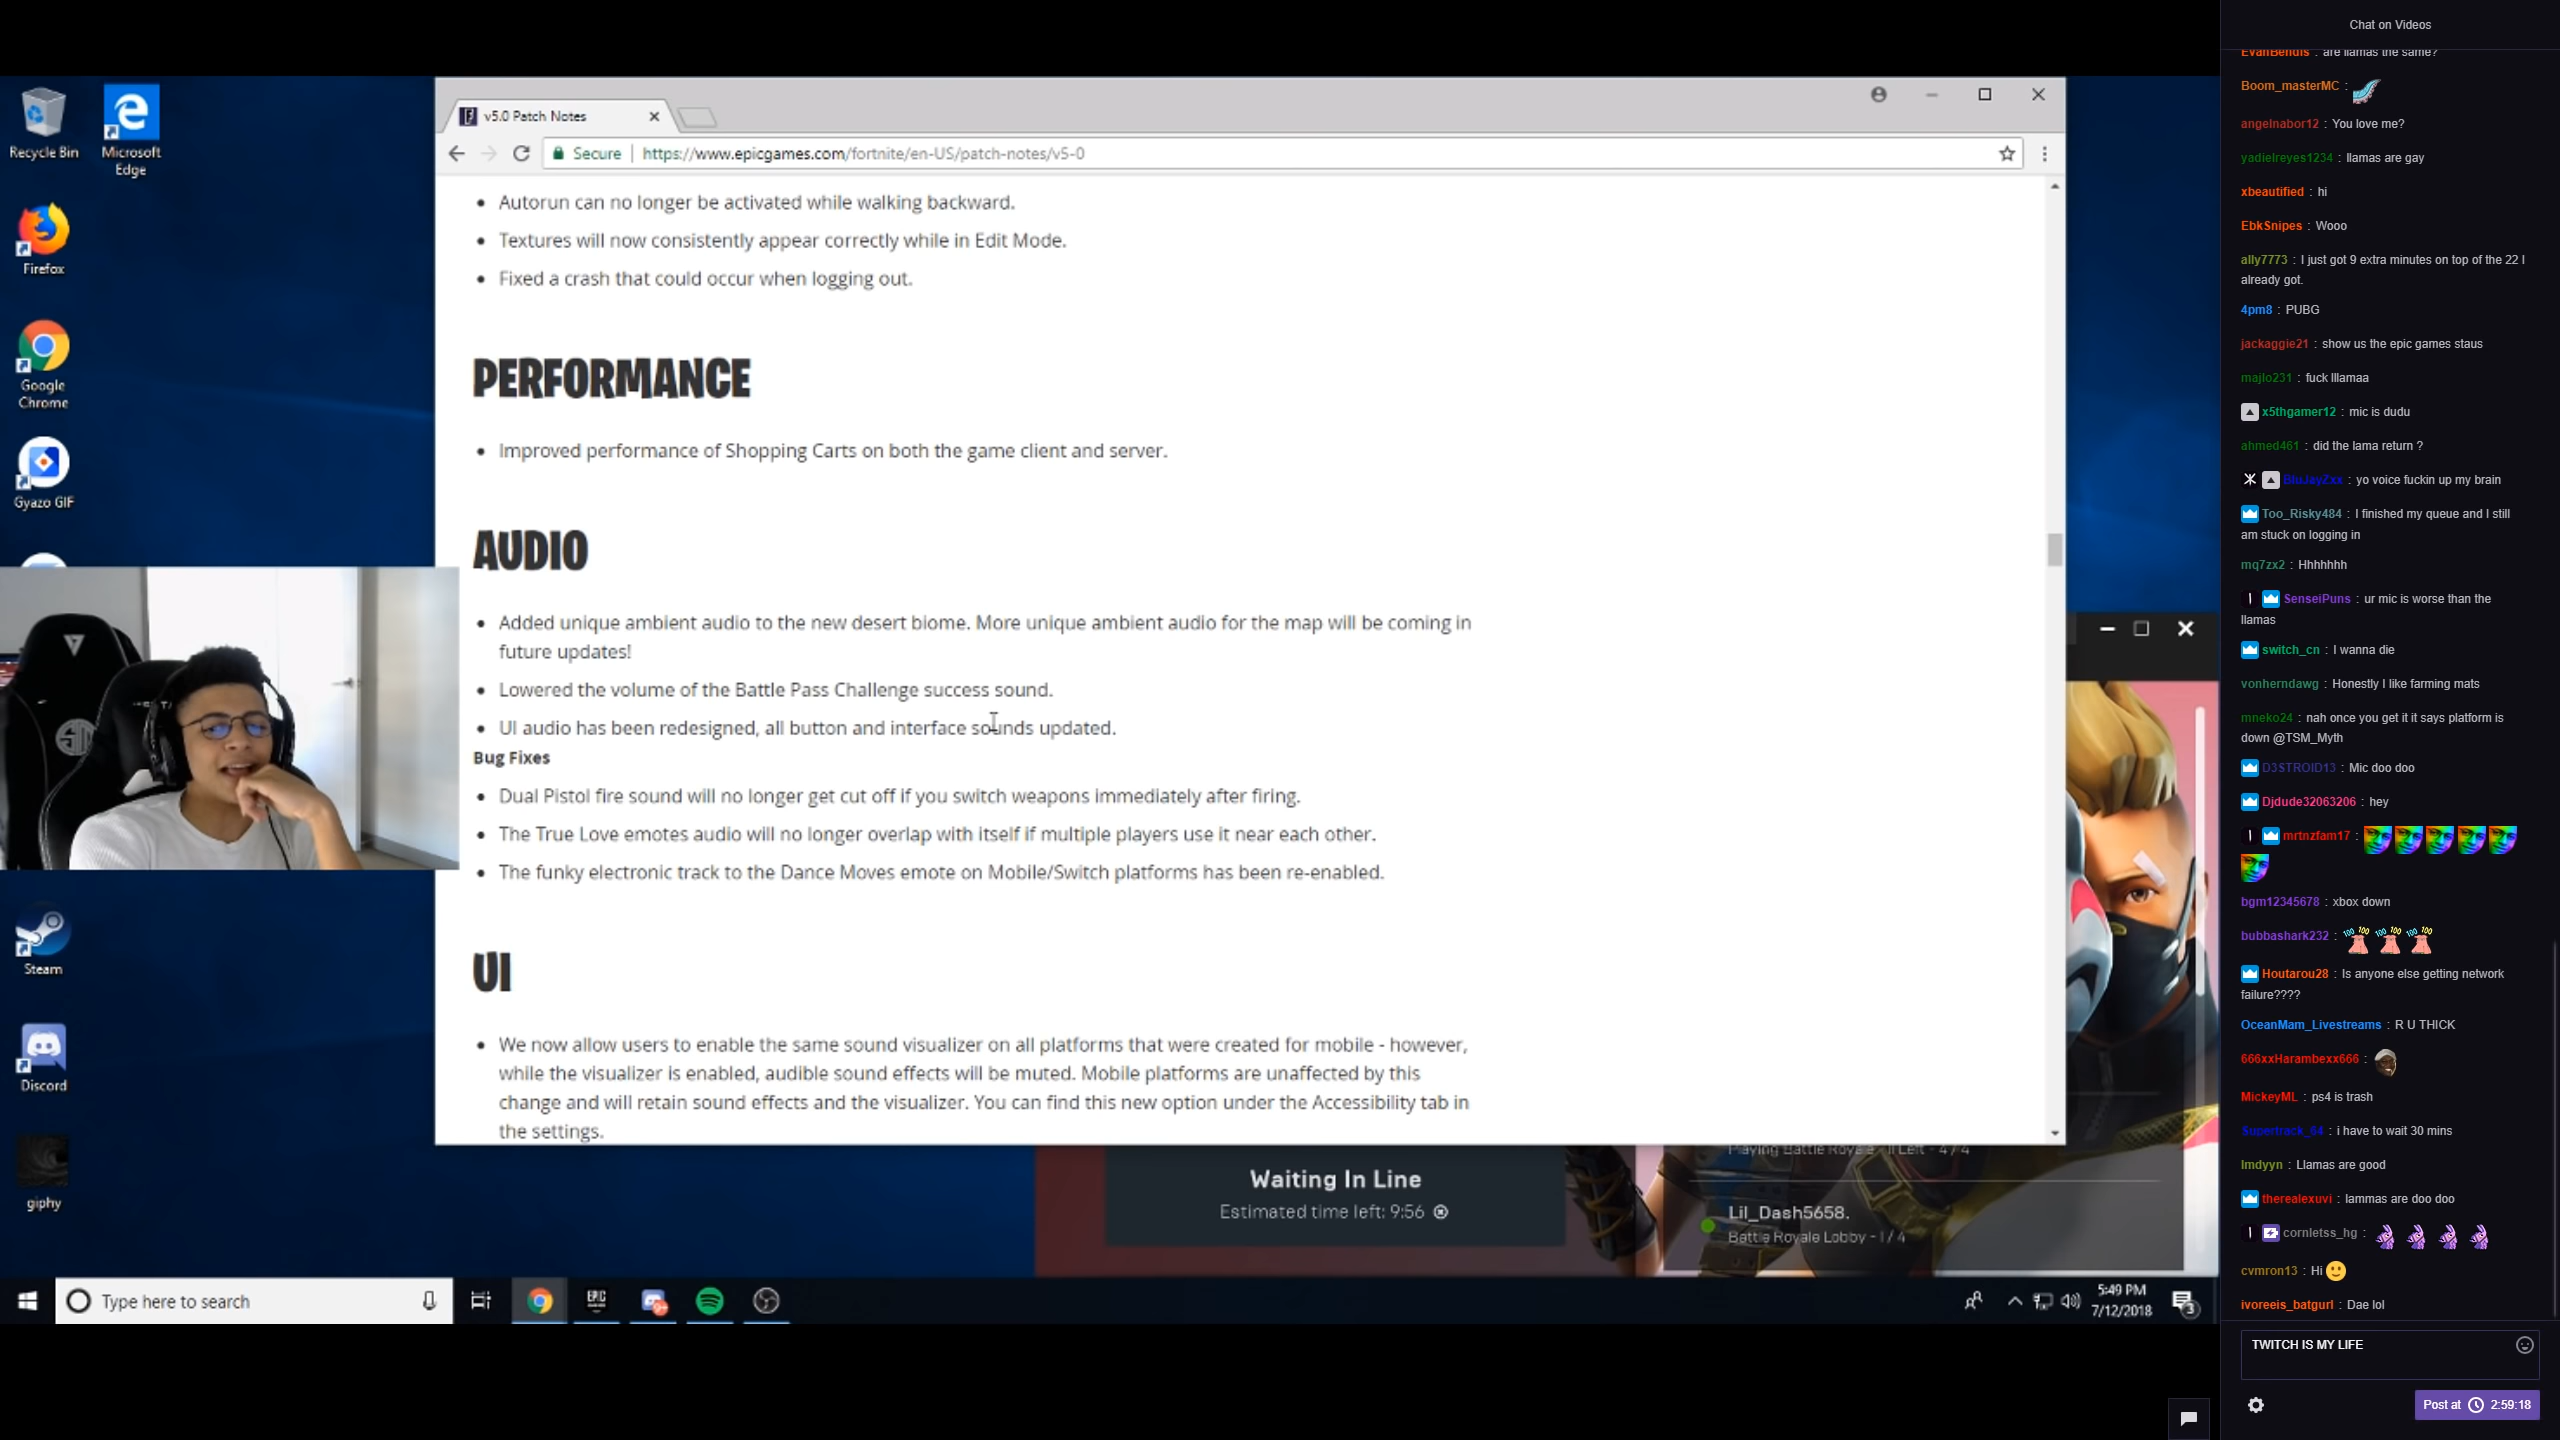 Recycle Bin
Microsoft
Edge
Firefox
Google
Chrome
Gyazo GIF
Steam
Discord
giphy
v5.0 Patch Notes
Secure
https://www.epicgames.com/fortnite/en-US/patch-notes/v5-0
• Autorun can no longer be activated while walking backward.
• Textures will now consistently appear correctly while in Edit Mode.
• Fixed a crash that could occur when logging out.
PERFORMANCE
• Improved performance of Shopping Carts on both the game client and server.
AUDIO
• Added unique ambient audio to the new desert biome. More unique ambient audio for the map will be coming in
future updates!
• Lowered the volume of the Battle Pass Challenge success sound.
• UI audio has been redesigned, all button and interface sounds updated.
Bug Fixes
• Dual Pistol fire sound will no longer get cut off if you switch weapons immediately after firing.
• The True Love emotes audio will no longer overlap with itself if multiple players use it near each other.
• The funky electronic track to the Dance Moves emote on Mobile/Switch platforms has been re-enabled.
UI
• We now allow users to enable the same sound visualizer on all platforms that were created for mobile - however,
while the visualizer is enabled, audible sound effects will be muted. Mobile platforms are unaffected by this
change and will retain sound effects and the visualizer. You can find this new option under the Accessibility tab in
the settings.
Waiting In Line
Estimated time left: 9:56
Playing Battle Royale - 11 Left - 4 / 4
Lil_Dash5658.
Battle Royale Lobby - 1 / 4
Type here to search
EPIC
GAMES
5:49 PM
7/12/2018
3
Chat on Videos
EvanBendis : are llamas the same?
Boom_masterMC :
angelnabor12 : You love me?
yadielreyes1234 : llamas are gay
xbeautified : hi
EbkSnipes : Wooo
ally7773 : I just got 9 extra minutes on top of the 22 I
already got.
4pm8 : PUBG
jackaggie21 : show us the epic games staus
majlo231 : fuck lllamaa
x5thgamer12 : mic is dudu
ahmed461 : did the lama return ?
BluJayZxx : yo voice fuckin up my brain
Too_Risky484 : I finished my queue and I still
am stuck on logging in
mq7zx2 : Hhhhhhh
SenseiPuns : ur mic is worse than the
llamas
switch_cn : I wanna die
vonherndawg : Honestly I like farming mats
mneko24 : nah once you get it it says platform is
down @TSM_Myth
D3STROID13 : Mic doo doo
Djdude32063206 : hey
mrtnzfam17 :
bgm12345678 : xbox down
bubbashark232 :
Houtarou28 : Is anyone else getting network
failure????
OceanMam_Livestreams : R U THICK
666xxHarambexx666 :
MickeyML : ps4 is trash
Supertrack_64 : i have to wait 30 mins
lmdyyn : Llamas are good
therealexuvi : lammas are doo doo
cornletss_hg :
cvmron13 : Hi
ivoreeis_batgurl : Dae lol
TWITCH IS MY LIFE
Post at 2:59:18